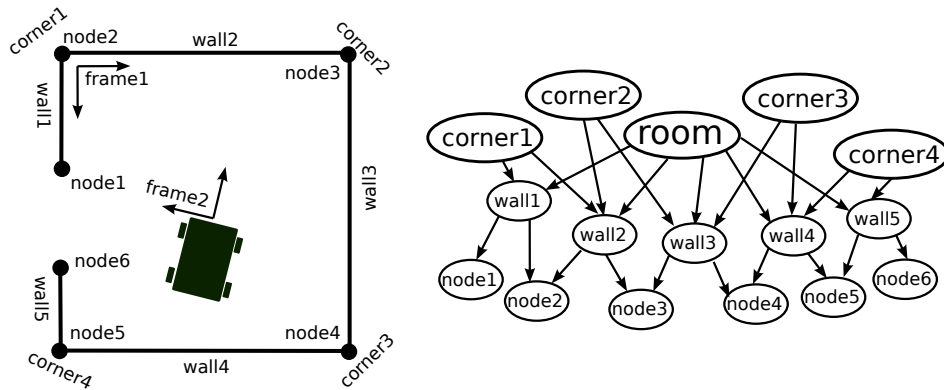 corner1
node2
wall2
corner2
frame1
node3
wall1
node1
wall3
frame2
node6
wall5
node5
node4
corner4
wall4
corner3
corner2
corner3
corner1
room
corner4
wall1
wall2
wall3
wall4
wall5
node1
node2
node3
node4
node5
node6